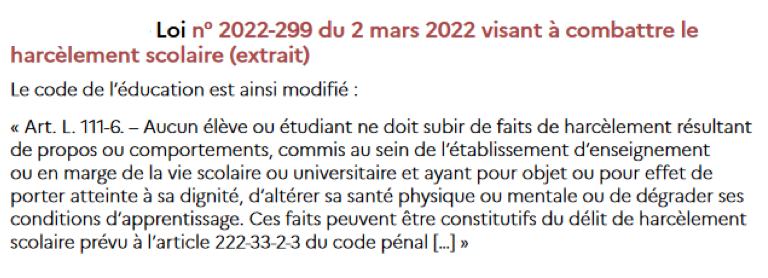 Loi nº 2022-299 du 2 mars 2022 visant à combattre le
harcèlement scolaire (extrait)
Le code de l'éducation est ainsi modifié :
« Art. L. 111-6. – Aucun élève ou étudiant ne doit subir de faits de harcèlement résultant
de propos ou comportements, commis au sein de l'établissement d'enseignement
ou en marge de la vie scolaire ou universitaire et ayant pour objet ou pour effet de
porter atteinte à sa dignité, d'altérer sa santé physique ou mentale ou de dégrader ses
conditions d'apprentissage. Ces faits peuvent être constitutifs du délit de harcèlement
scolaire prévu à l'article 222-33-2-3 du code pénal [...] »